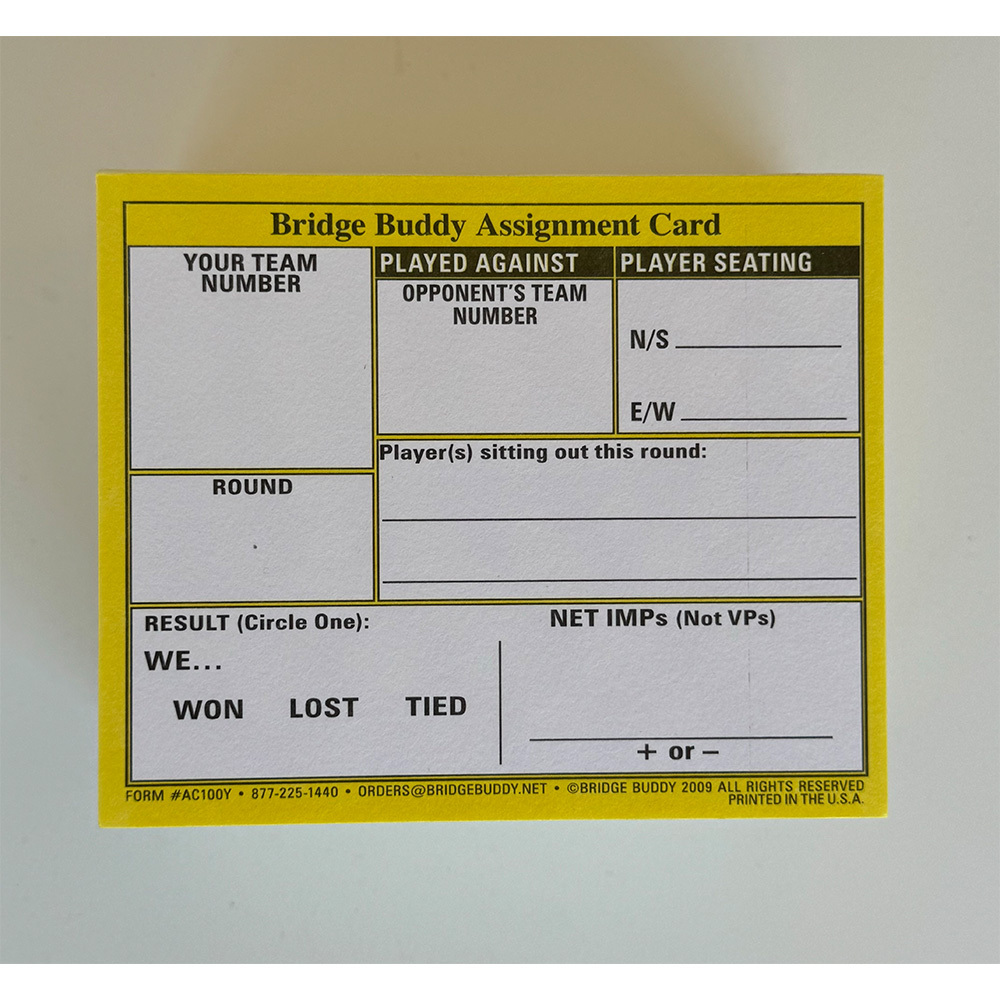 Bridge Buddy Assignment Card
YOUR TEAM
NUMBER
PLAYED AGAINST
OPPONENT'S TEAM
NUMBER
PLAYER SEATING
N/S
E/W
Player(s) sitting out this round:
ROUND
RESULT (Circle One):
WE...
WON LOST TIED
NET IMPs (Not VPs)
+ or –
FORM #AC100Y • 877-225-1440 • ORDERS@BRIDGEBUDDY.NET • ©BRIDGE BUDDY 2009 ALL RIGHTS RESERVED
PRINTED IN THE U.S.A.